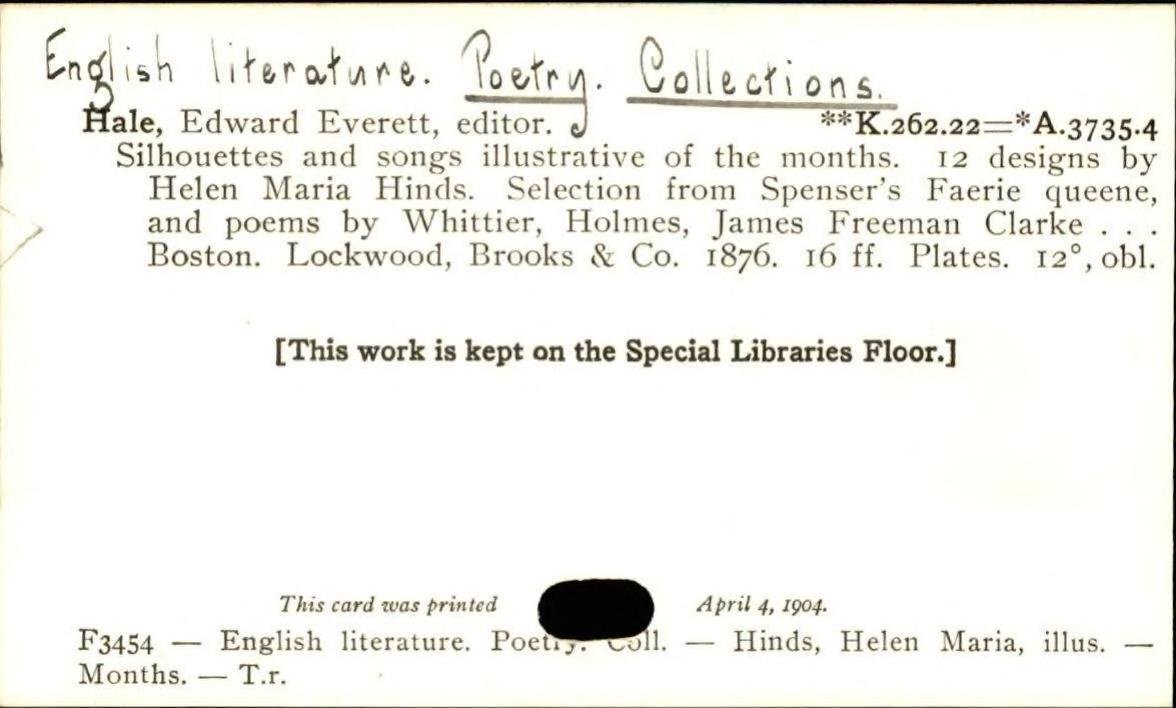 English literature. Poetry. Collections.
Hale, Edward Everett, editor. **K.262.22=*A.3735.4
Silhouettes and songs illustrative of the months. 12 designs by
Helen Maria Hinds. Selection from Spenser's Faerie queene,
and poems by Whittier, Holmes, James Freeman Clarke . . .
Boston. Lockwood, Brooks & Co. 1876. 16 ff. Plates. 12°, obl.
[This work is kept on the Special Libraries Floor.]
This card was printed April 4, 1904.
F3454 — English literature. Poetry. Coll. — Hinds, Helen Maria, illus. —
Months. — T.r.